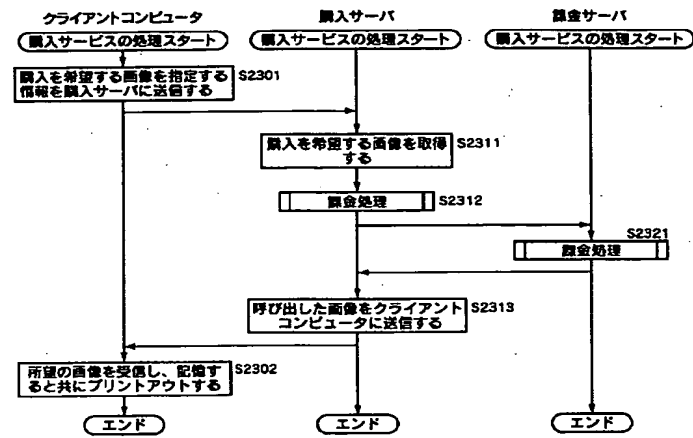 クライアントコンピュータ
購入サーバ
課金サーバ
購入サービスの処理スタート
購入サービスの処理スタート
購入サービスの処理スタート
購入を希望する画像を指定する
情報を購入サーバに送信する
S2301
購入を希望する画像を取得
する
S2311
課金処理
S2312
S2321
課金処理
呼び出した画像をクライアント
コンピュータに送信する
S2313
所望の画像を受信し、記憶す
ると共にプリントアウトする
S2302
エンド
エンド
エンド